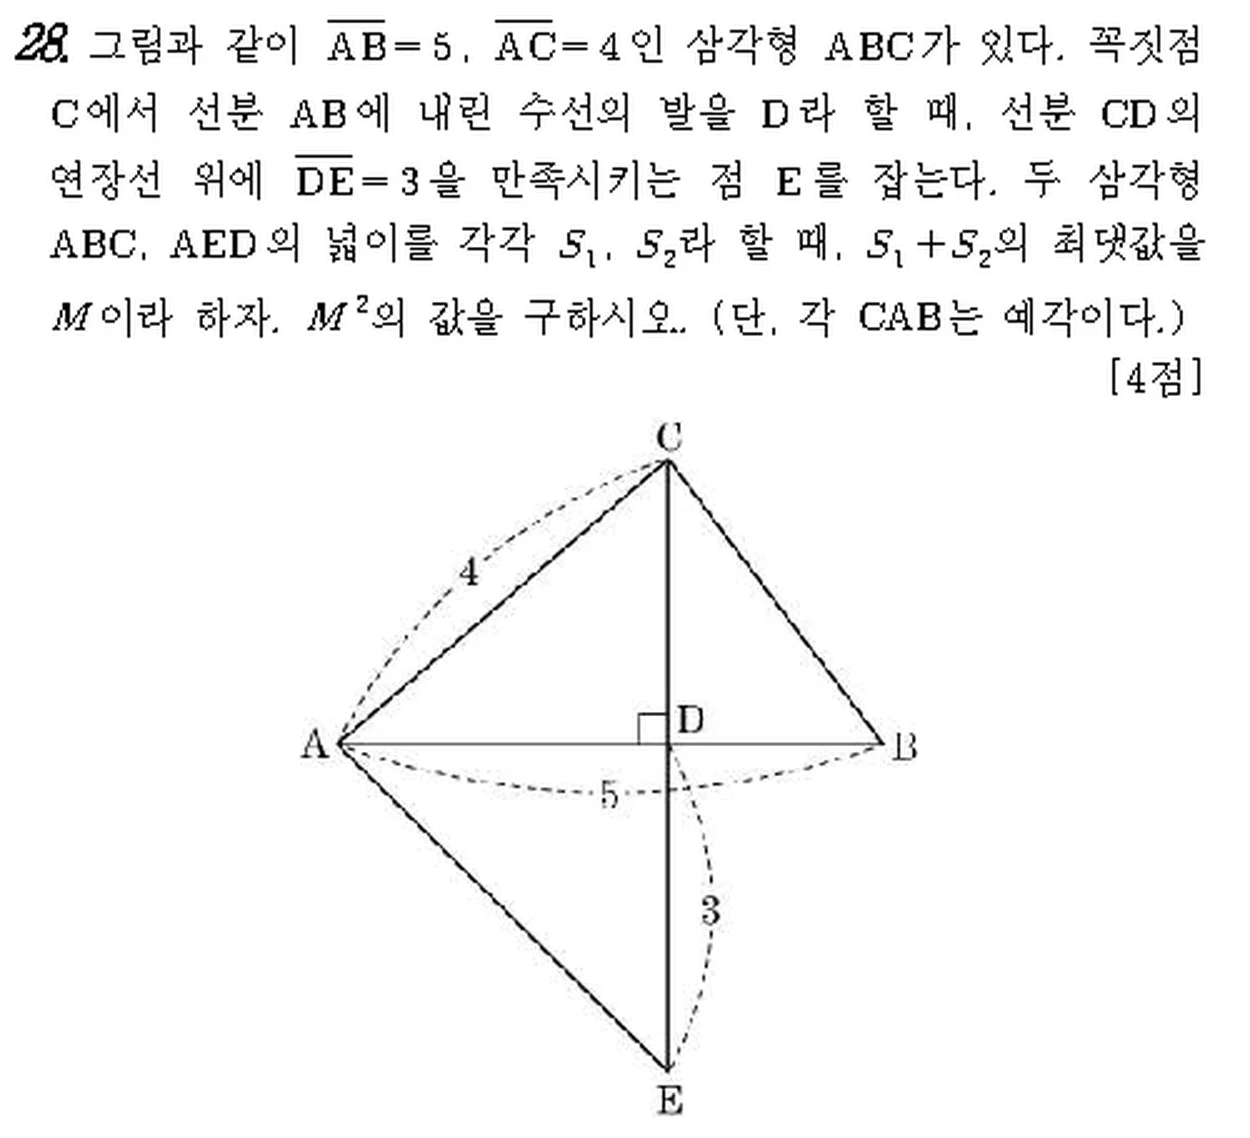 28. 그림과 같이 AB=5, AC=4인 삼각형 ABC가 있다. 꼭짓점
C에서 선분 AB에 내린 수선의 발을 D라 할 때, 선분 CD의
연장선 위에 DE=3을 만족시키는 점 E를 잡는다. 두 삼각형
ABC, AED의 넓이를 각각 S₁, S₂라 할 때, S₁+S₂의 최댓값을
M이라 하자. M²의 값을 구하시오. (단, 각 CAB는 예각이다.)
[4점]
C
4
D
A
B
5
3
E